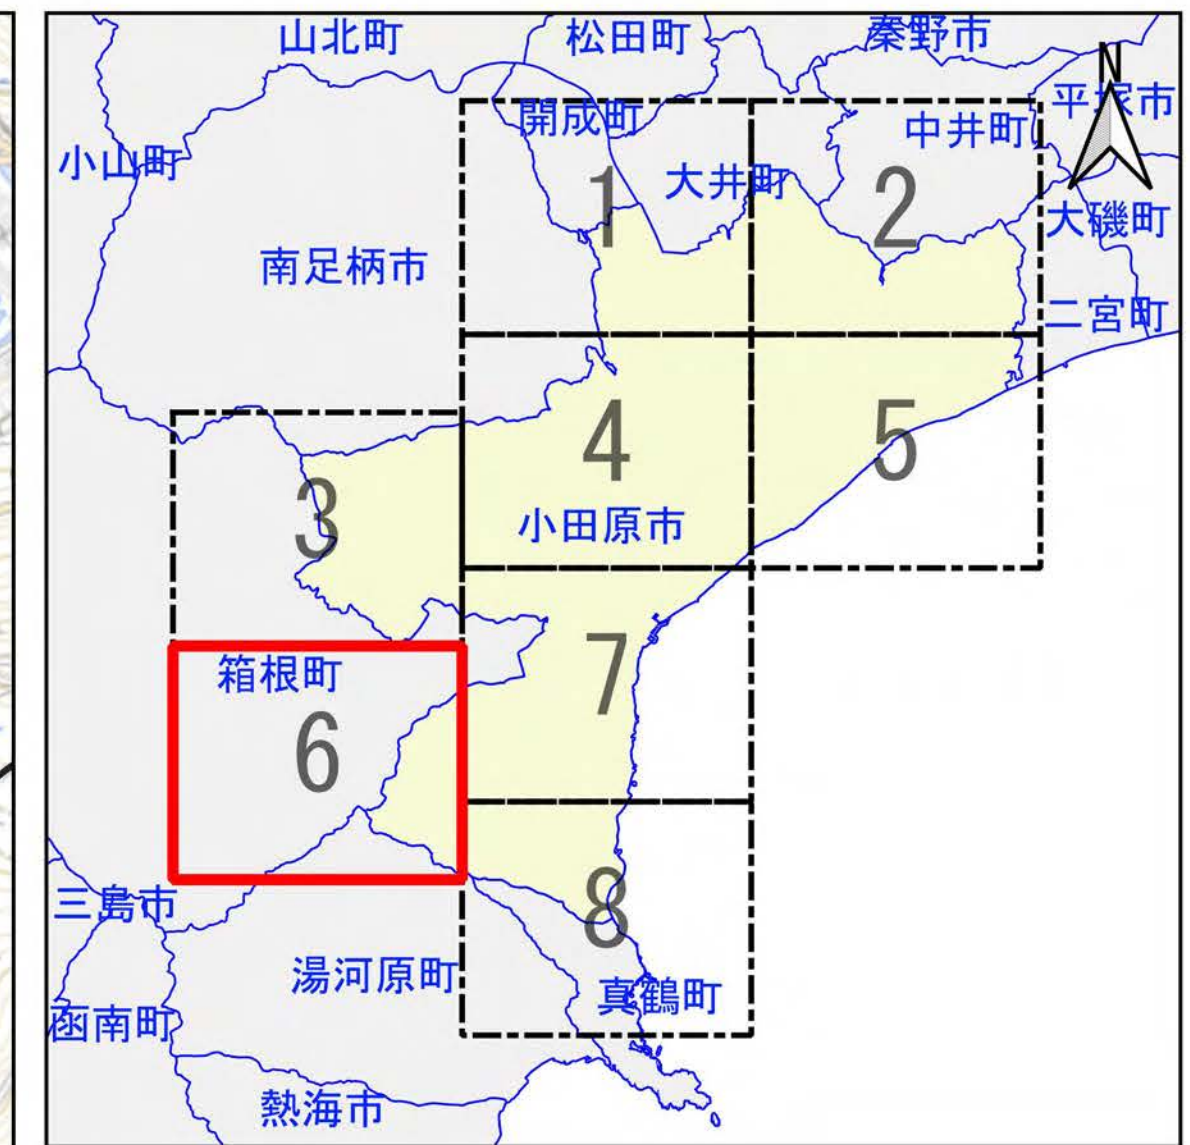 山北町
松田町
秦野市
N
平塚市
開成町
中井町
小山町
1
大井町
2
大磯町
南足柄市
二宮町
4
5
3
小田原市
7
箱根町
6
三島市
8
湯河原町
真鶴町
函南町
熱海市